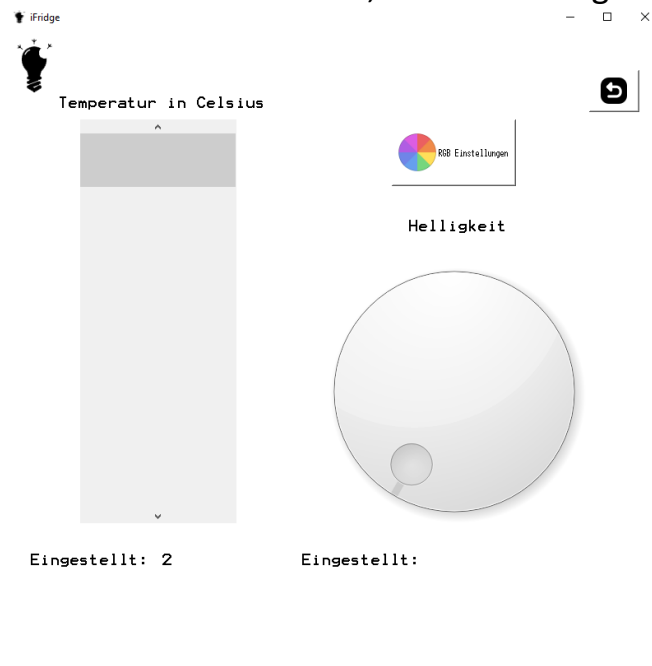 iFridge
Temperatur in Celsius
RGB Einstellungen
Helligkeit
Eingestellt: 2
Eingestellt: